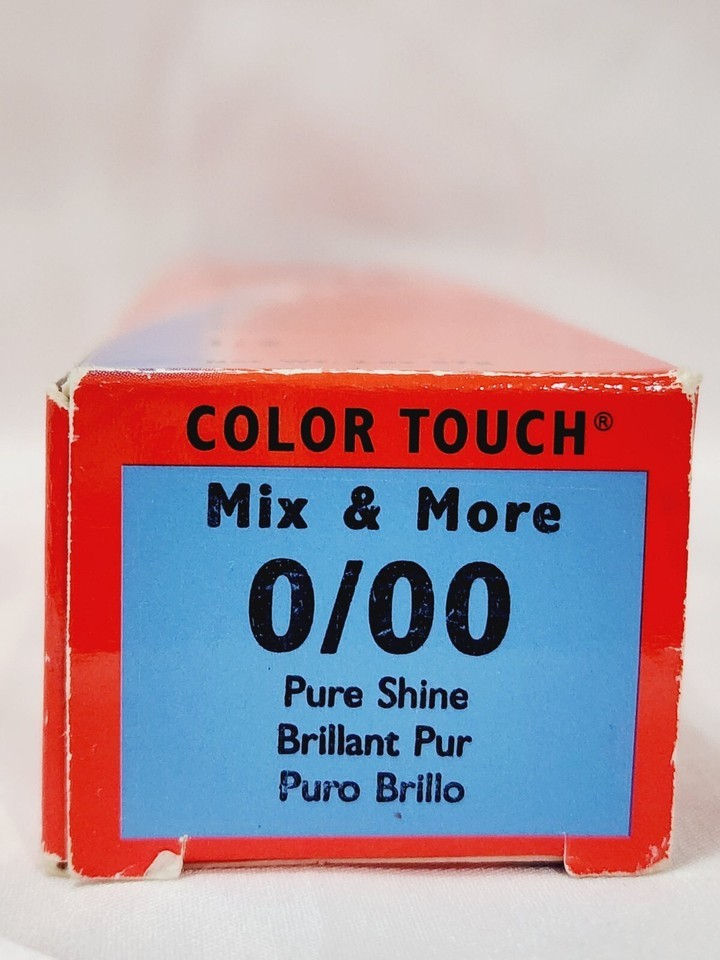 COLOR TOUCH®
Mix & More
0/00
Pure Shine
Brillant Pur
Puro Brillo